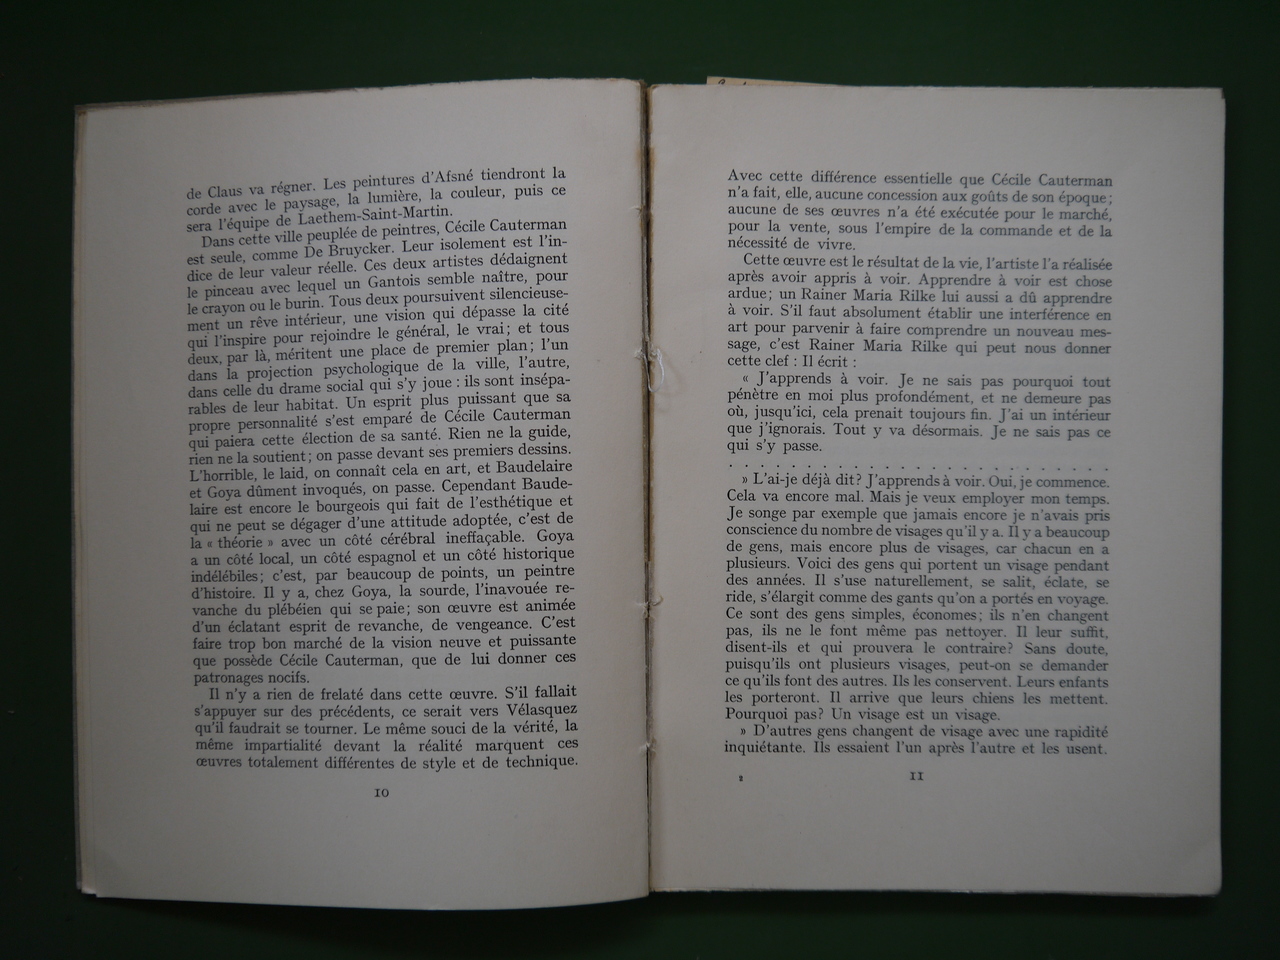 de Claus va régner. Les peintures d'Afsné tiendront la
corde avec le paysage, la lumière, la couleur, puis ce
sera l'équipe de Laethem-Saint-Martin.
Dans cette ville peuplée de peintres, Cécile Cauterman
est seule, comme De Bruycker. Leur isolement est l'in-
dice de leur valeur réelle. Ces deux artistes dédaignent
le pinceau avec lequel un Gantois semble naître, pour
le crayon ou le burin. Tous deux poursuivent silencieuse-
ment un rêve intérieur, une vision qui dépasse la cité
qui l'inspire pour rejoindre le général, le vrai; et tous
deux, par là, méritent une place de premier plan; l'un
dans la projection psychologique de la ville, l'autre,
dans celle du drame social qui s'y joue : ils sont insépa-
rables de leur habitat. Un esprit plus puissant que sa
propre personnalité s'est emparé de Cécile Cauterman
qui paiera cette élection de sa santé. Rien ne la guide,
rien ne la soutient; on passe devant ses premiers dessins.
L'horrible, le laid, on connaît cela en art, et Baudelaire
et Goya dûment invoqués, on passe. Cependant Baude-
laire est encore le bourgeois qui fait de l'esthétique et
qui ne peut se dégager d'une attitude adoptée, c'est de
la « théorie » avec un côté cérébral ineffaçable. Goya
a un côté local, un côté espagnol et un côté historique
indélébiles; c'est, par beaucoup de points, un peintre
d'histoire. Il y a, chez Goya, la sourde, l'inavouée re-
vanche du plébéien qui se paie; son œuvre est animée
d'un éclatant esprit de revanche, de vengeance. C'est
faire trop bon marché de la vision neuve et puissante
que possède Cécile Cauterman, que de lui donner ces
patronages nocifs.
Il n'y a rien de frelaté dans cette œuvre. S'il fallait
s'appuyer sur des précédents, ce serait vers Vélasquez
qu'il faudrait se tourner. Le même souci de la vérité, la
même impartialité devant la réalité marquent ces
œuvres totalement différentes de style et de technique.
10
Avec cette différence essentielle que Cécile Cauterman
n'a fait, elle, aucune concession aux goûts de son époque;
aucune de ses œuvres n'a été exécutée pour le marché,
pour la vente, sous l'empire de la commande et de la
nécessité de vivre.
Cette œuvre est le résultat de la vie, l'artiste l'a réalisée
après avoir appris à voir. Apprendre à voir est chose
ardue; un Rainer Maria Rilke lui aussi a dû apprendre
à voir. S'il faut absolument établir une interférence en
art pour parvenir à faire comprendre un nouveau mes-
sage, c'est Rainer Maria Rilke qui peut nous donner
cette clef : Il écrit :
« J'apprends à voir. Je ne sais pas pourquoi tout
pénètre en moi plus profondément, et ne demeure pas
où, jusqu'ici, cela prenait toujours fin. J'ai un intérieur
que j'ignorais. Tout y va désormais. Je ne sais pas ce
qui s'y passe.
. . . . . . . . . . . . . . . . . . . .
» L'ai-je déjà dit? J'apprends à voir. Oui, je commence.
Cela va encore mal. Mais je veux employer mon temps.
Je songe par exemple que jamais encore je n'avais pris
conscience du nombre de visages qu'il y a. Il y a beaucoup
de gens, mais encore plus de visages, car chacun en a
plusieurs. Voici des gens qui portent un visage pendant
des années. Il s'use naturellement, se salit, éclate, se
ride, s'élargit comme des gants qu'on a portés en voyage.
Ce sont des gens simples, économes; ils n'en changent
pas, ils ne le font même pas nettoyer. Il leur suffit,
disent-ils et qui prouvera le contraire? Sans doute,
puisqu'ils ont plusieurs visages, peut-on se demander
ce qu'ils font des autres. Ils les conservent. Leurs enfants
les porteront. Il arrive que leurs chiens les mettent.
Pourquoi pas? Un visage est un visage.
» D'autres gens changent de visage avec une rapidité
inquiétante. Ils essaient l'un après l'autre et les usent.
2
11